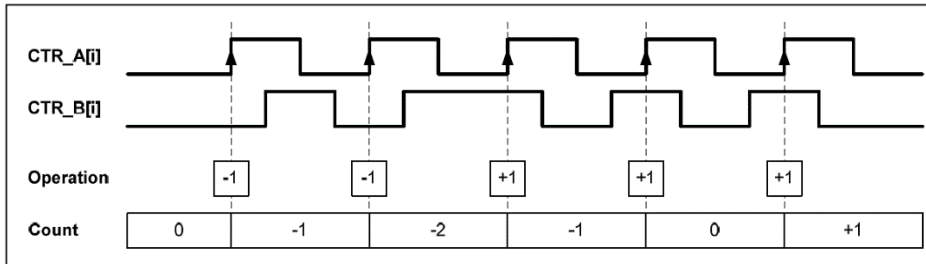 CTR_A[i]
CTR_B[i]
Operation -1 -1 +1 +1 +1
Count 0 -1 -2 -1 0 +1